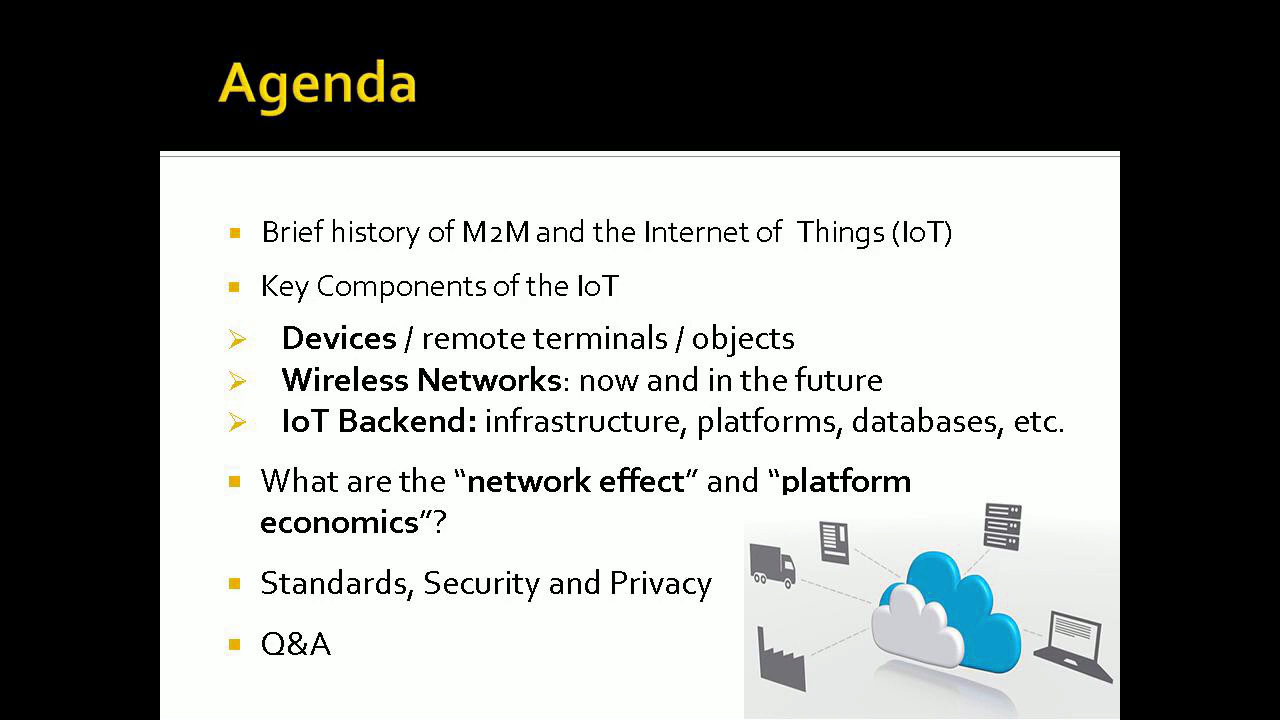 Agenda
Brief history of M2M and the Internet of  Things (IoT)
Key Components of the IoT
Devices / remote terminals / objects
Wireless Networks: now and in the future
IoT Backend: infrastructure, platforms, databases, etc.
What are the “network effect” and “platform
economics”?
Standards, Security and Privacy
Q&A